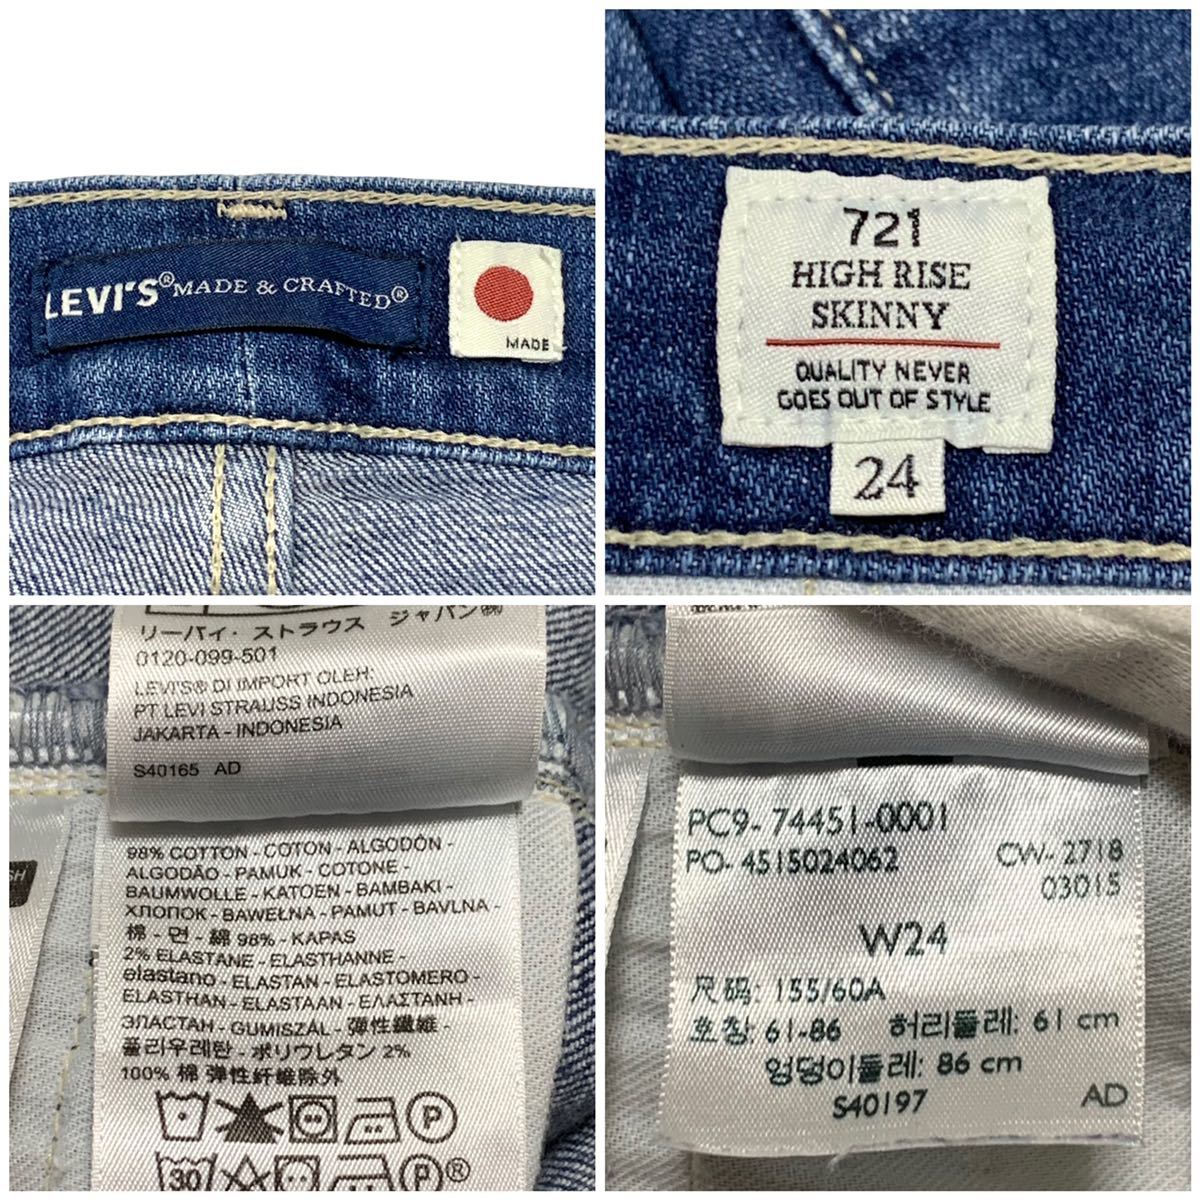 LEVI'S® MADE & CRAFTED®
MADE
721
HIGH RISE
SKINNY
QUALITY NEVER
GOES OUT OF STYLE
24
リーバイ・ストラウス ジャパン㈱
0120-099-501
LEVI'S® DI IMPORT OLEH:
PT LEVI STRAUSS INDONESIA
JAKARTA - INDONESIA
S40165 AD
98% COTTON - COTON - ALGODÓN -
ALGODÃO - PAMUK - COTONE -
BAUMWOLLE - KATOEN - BAMBAKI -
ХЛОПОК - BAWEŁNA - PAMUT - BAVLNA -
棉 - 면 - 綿 98% - KAPAS
2% ELASTANE - ELASTHANNE -
elastano - ELASTAN - ELASTOMERO -
ELASTHAN - ELASTAAN - ΕΛΑΣΤΑΝΗ -
ЭЛАСТАН - GUMISZÁL - 彈性纖維 -
폴리우레탄 - ポリウレタン 2%
100% 棉 弹性纤维除外
P
30
P®
PC9- 74451-0001
PO- 4515024062 CW- 2718
03015
W24
尺码: 155/60A
호칭: 61-86 허리둘레: 61 cm
엉덩이둘레: 86 cm
S40197 AD